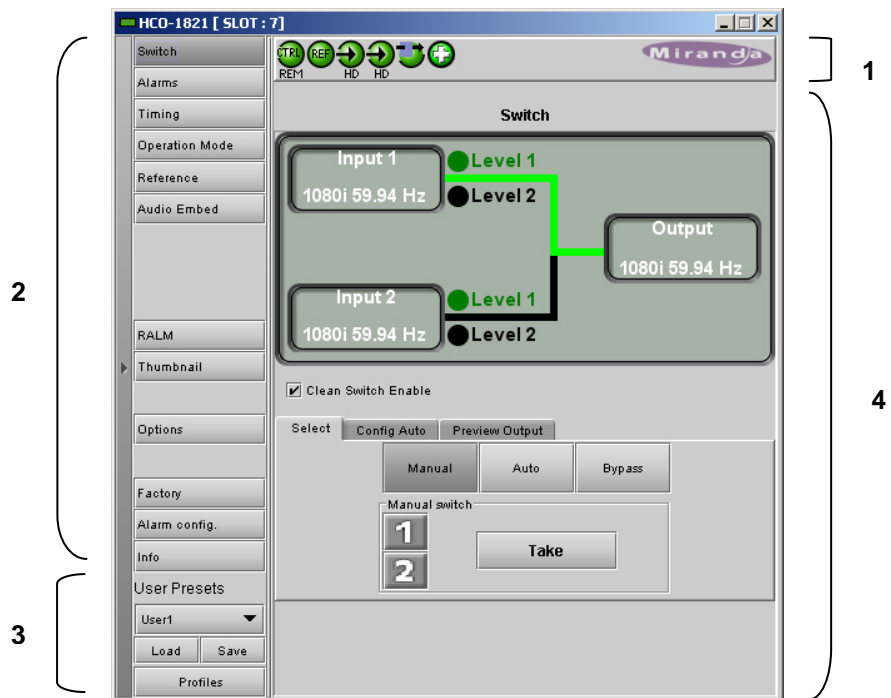 HCO-1821 [ SLOT : 7]
Switch
Alarms
Timing
Operation Mode
Reference
Audio Embed
RALM
Thumbnail
Options
Factory
Alarm config.
Info
User Presets
User1
Load Save
Profiles
CTRL REF
REM HD HD
Miranda
Switch
Input 1
1080i 59.94 Hz
Level 1
Level 2
Output
1080i 59.94 Hz
Input 2
1080i 59.94 Hz
Level 1
Level 2
Clean Switch Enable
Select Config Auto Preview Output
Manual Auto Bypass
Manual switch
1
2
Take
1
2
3
4